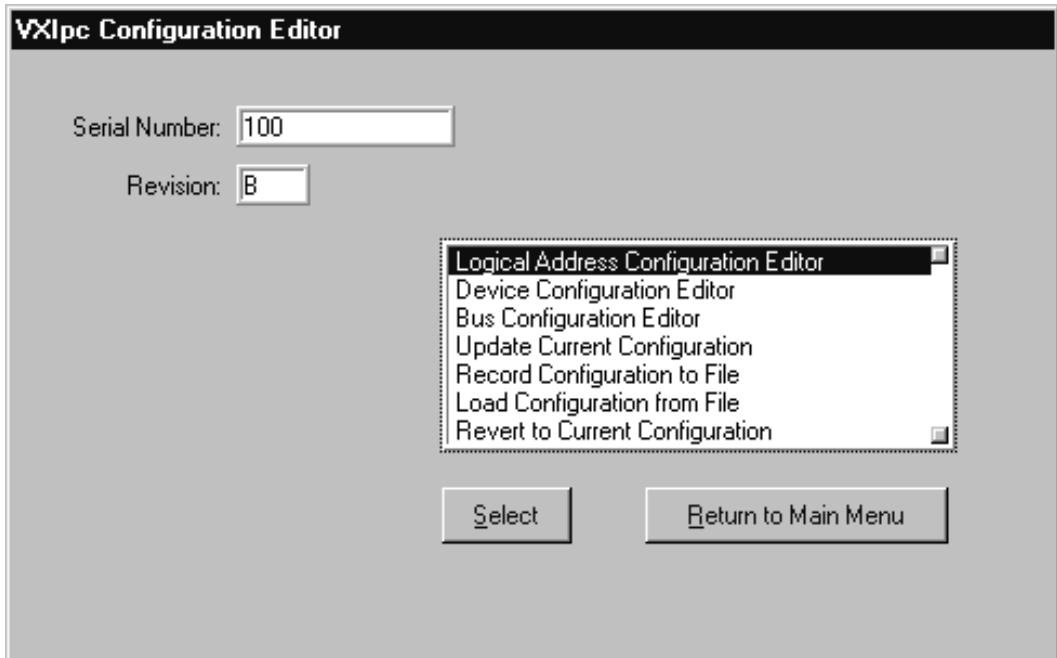 VXIpc Configuration Editor
Serial Number: 100
Revision: B
Logical Address Configuration Editor
Device Configuration Editor
Bus Configuration Editor
Update Current Configuration
Record Configuration to File
Load Configuration from File
Revert to Current Configuration
Select Return to Main Menu